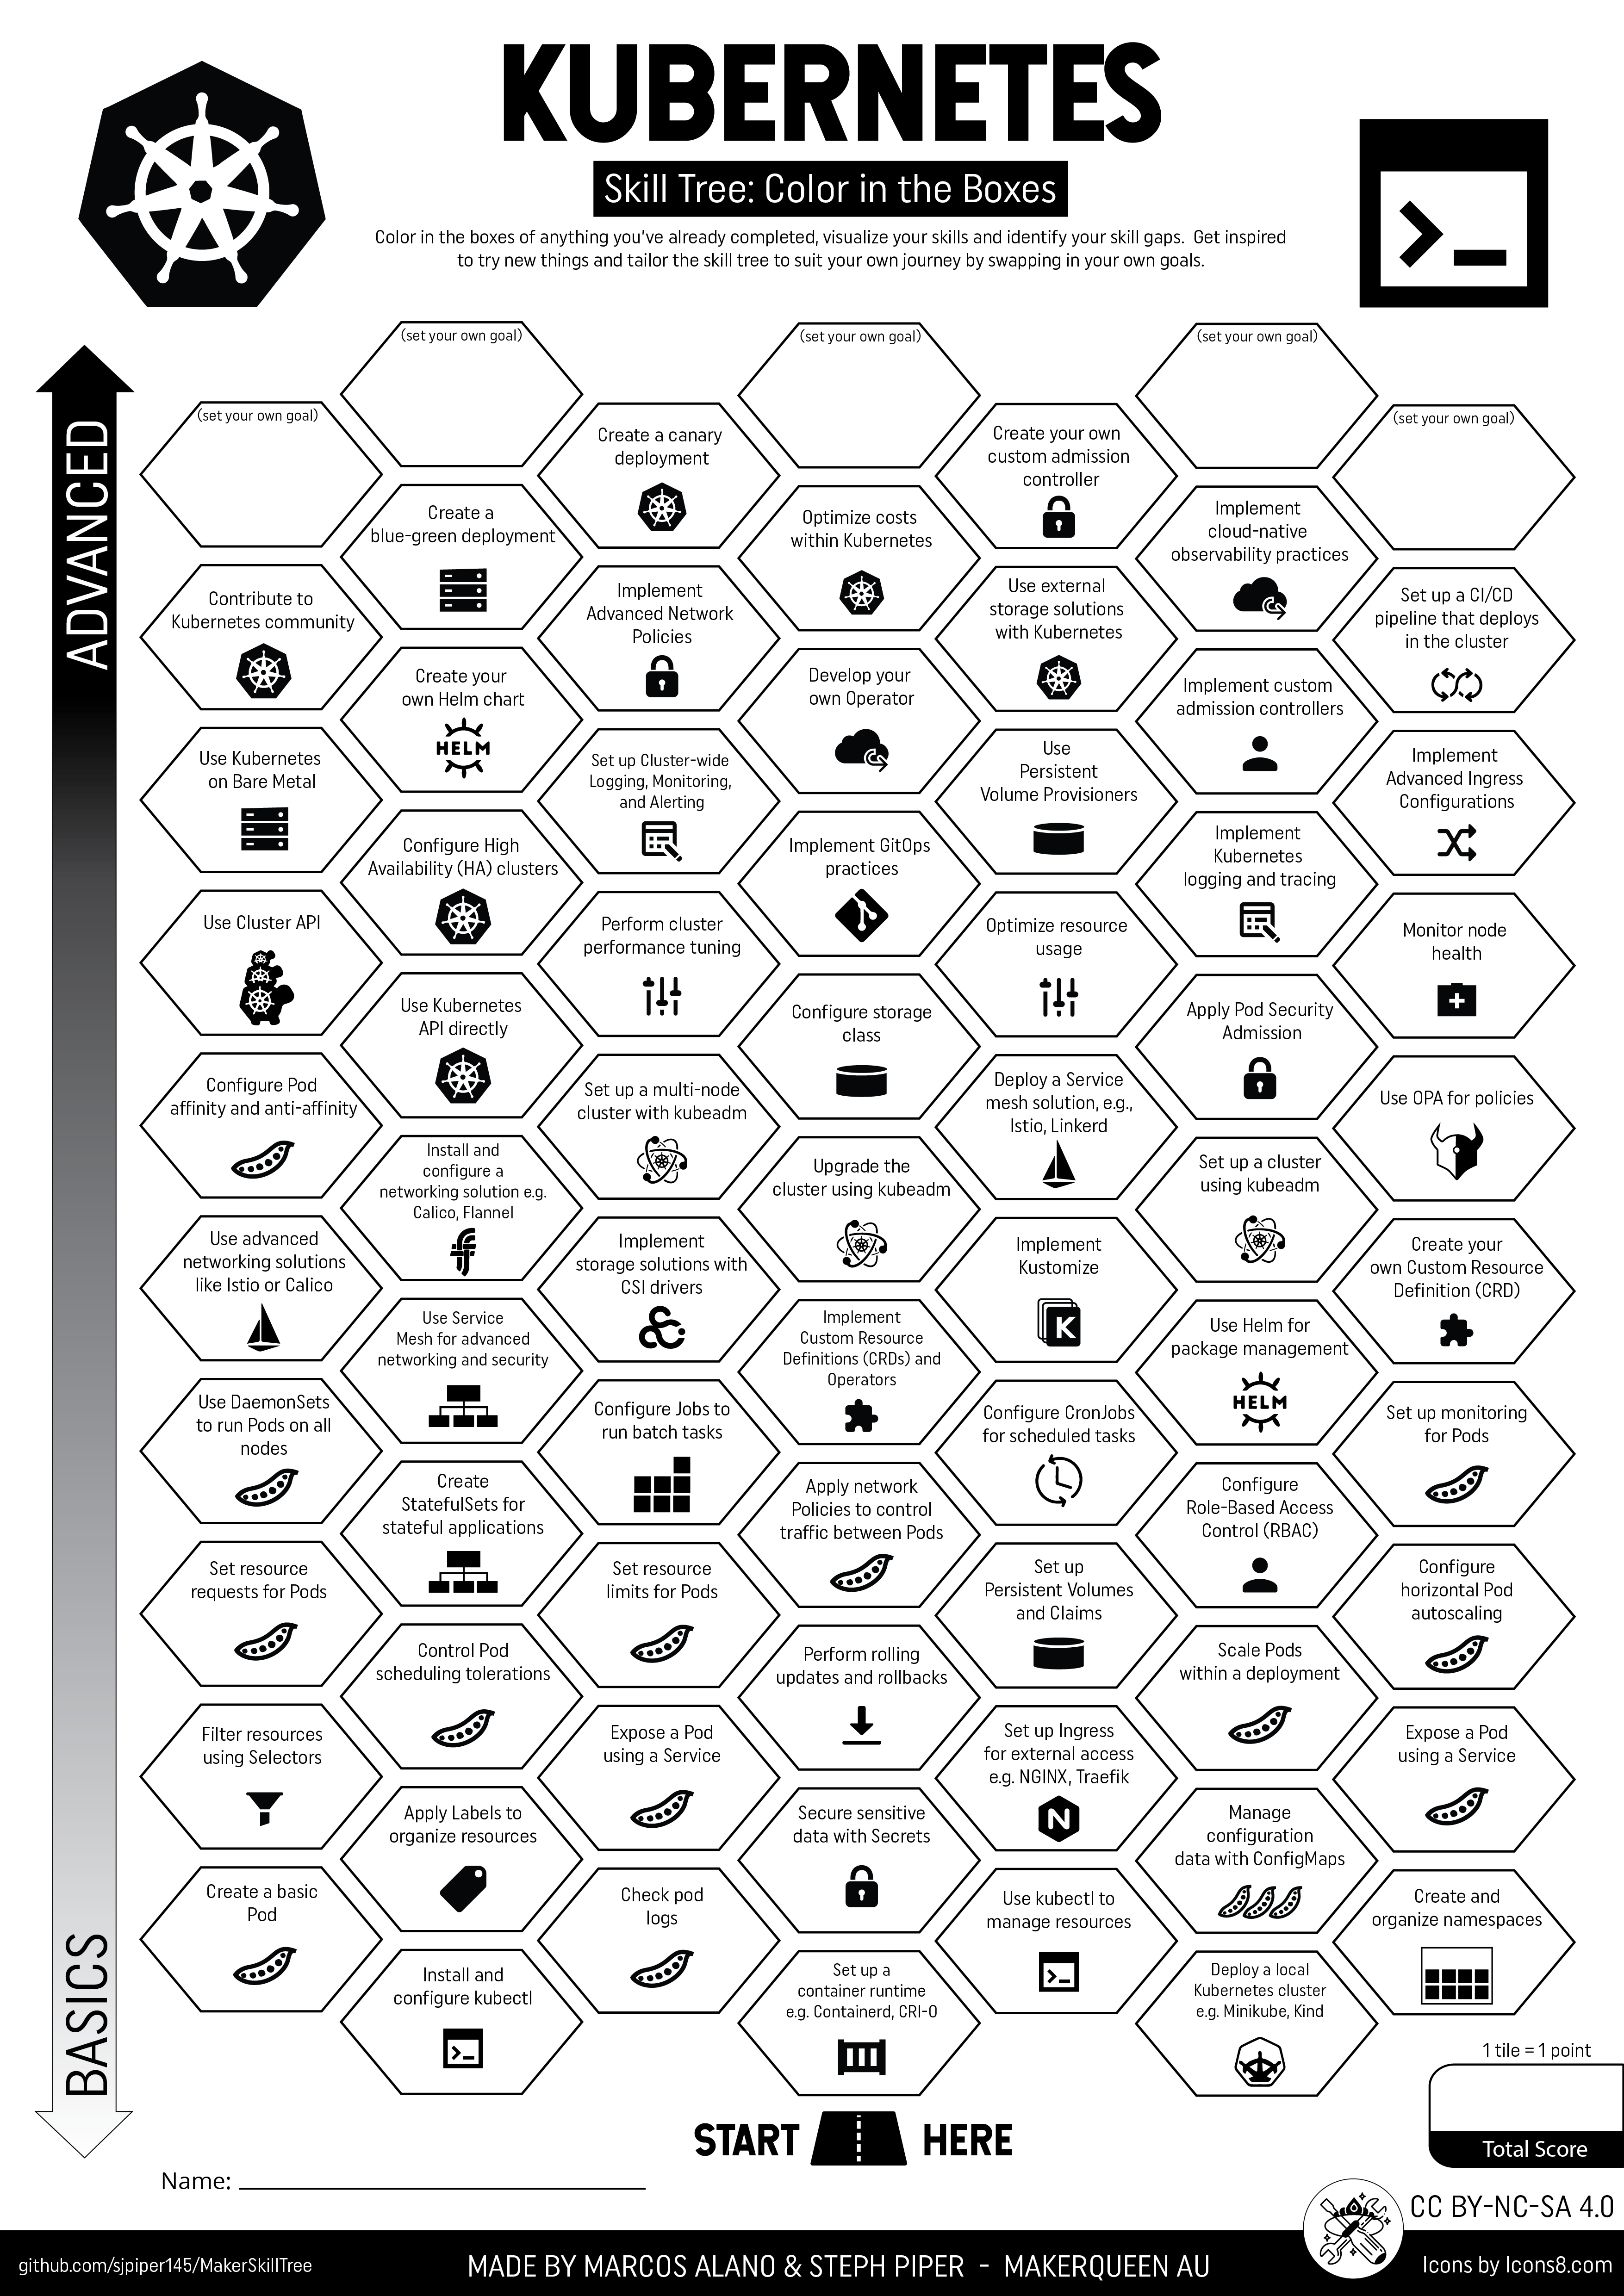 KUBERNETES
Skill Tree: Color in the Boxes
Color in the boxes of anything you've already completed, visualize your skills and identify your skill gaps. Get inspired
to try new things and tailor the skill tree to suit your own journey by swapping in your own goals.
ADVANCED
(set your own goal)
(set your own goal)
(set your own goal)
(set your own goal)
Create a canary
deployment
Create your own
custom admission
controller
(set your own goal)
Create a
blue-green deployment
Optimize costs
within Kubernetes
Implement
cloud-native
observability practices
Contribute to
Kubernetes community
Implement
Advanced Network
Policies
Use external
storage solutions
with Kubernetes
Set up a CI/CD
pipeline that deploys
in the cluster
Create your
own Helm chart
HELM
Develop your
own Operator
Implement custom
admission controllers
Use Kubernetes
on Bare Metal
Set up Cluster-wide
Logging, Monitoring,
and Alerting
Use
Persistent
Volume Provisioners
Implement
Advanced Ingress
Configurations
Configure High
Availability (HA) clusters
Implement GitOps
practices
Implement
Kubernetes
logging and tracing
Use Cluster API
Perform cluster
performance tuning
Optimize resource
usage
Monitor node
health
Use Kubernetes
API directly
Configure storage
class
Apply Pod Security
Admission
Configure Pod
affinity and anti-affinity
Set up a multi-node
cluster with kubeadm
Deploy a Service
mesh solution, e.g.,
Istio, Linkerd
Use OPA for policies
Install and
configure a
networking solution e.g.
Calico, Flannel
Upgrade the
cluster using kubeadm
Set up a cluster
using kubeadm
Use advanced
networking solutions
like Istio or Calico
Implement
storage solutions with
CSI drivers
Implement
Kustomize
K
Create your
own Custom Resource
Definition (CRD)
Use Service
Mesh for advanced
networking and security
Implement
Custom Resource
Definitions (CRDs) and
Operators
Use Helm for
package management
HELM
Use DaemonSets
to run Pods on all
nodes
Configure Jobs to
run batch tasks
Configure CronJobs
for scheduled tasks
Set up monitoring
for Pods
Create
StatefulSets for
stateful applications
Apply network
Policies to control
traffic between Pods
Configure
Role-Based Access
Control (RBAC)
Set resource
requests for Pods
Set resource
limits for Pods
Set up
Persistent Volumes
and Claims
Configure
horizontal Pod
autoscaling
Control Pod
scheduling tolerations
Perform rolling
updates and rollbacks
Scale Pods
within a deployment
Filter resources
using Selectors
Expose a Pod
using a Service
Set up Ingress
for external access
e.g. NGINX, Traefik
N
Expose a Pod
using a Service
Apply Labels to
organize resources
Secure sensitive
data with Secrets
Manage
configuration
data with ConfigMaps
Create a basic
Pod
Check pod
logs
Use kubectl to
manage resources
Create and
organize namespaces
Install and
configure kubectl
Set up a
container runtime
e.g. Containerd, CRI-O
Deploy a local
Kubernetes cluster
e.g. Minikube, Kind
BASICS
1 tile = 1 point
Total Score
START HERE
Name:
CC BY-NC-SA 4.0
github.com/sjpiper145/MakerSkillTree
MADE BY MARCOS ALANO & STEPH PIPER - MAKERQUEEN AU
Icons by Icons8.com